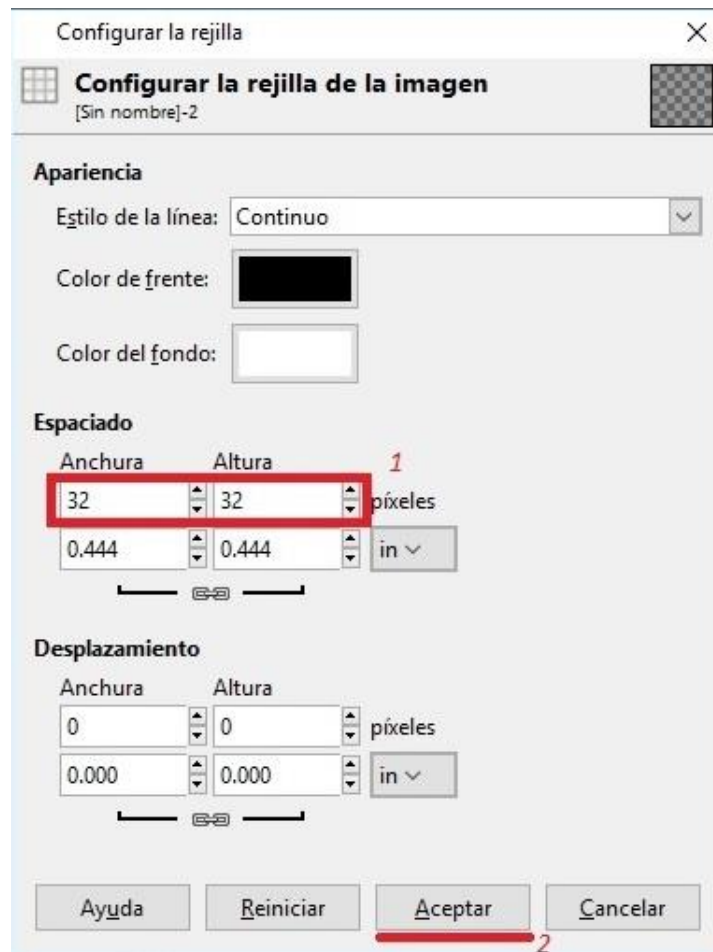 Configurar la rejilla
Configurar la rejilla de la imagen
[Sin nombre]-2
Apariencia
Estilo de la línea: Continuo
Color de frente:
Color del fondo:
Espaciado
Anchura Altura 1
32 32 píxeles
0.444 0.444 in
Desplazamiento
Anchura Altura
0 0 píxeles
0.000 0.000 in
Ayuda Reiniciar Aceptar Cancelar
2